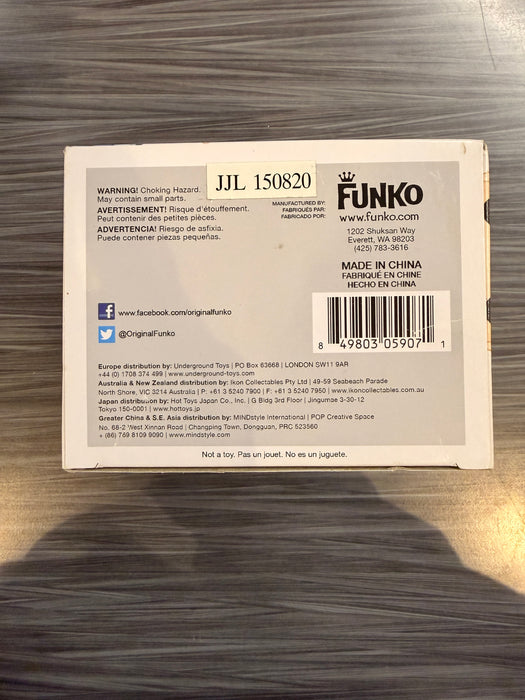 WARNING! Choking Hazard.
May contain small parts.
AVERTISSEMENT! Risque d'étouffement.
Peut contenir des petites pièces.
ADVERTENCIA! Riesgo de asfixia.
Puede contener piezas pequeñas.
JJL 150820
MANUFACTURED BY:
FABRIQUÉS PAR:
FABRICADO POR:
FUNKO
www.funko.com
1202 Shuksan Way
Everett, WA 98203
(425) 783-3616
MADE IN CHINA
FABRIQUÉ EN CHINE
HECHO EN CHINA
8 49803 05907 1
www.facebook.com/originalfunko
@OriginalFunko
Europe distribution by: Underground Toys | PO Box 63668 | LONDON SW11 9AR
+44 (0) 1708 374 499 | www.underground-toys.com
Australia & New Zealand distribution by: Ikon Collectables Pty Ltd | 49-59 Seabeach Parade
North Shore, VIC 3214 Australia | P: +61 3 5240 7900 | F: +61 3 5240 7950 | www.ikoncollectables.com.au
Japan distribution by: Hot Toys Japan Co., Inc. | G Bldg 3rd Floor | Jingumae 3-30-12
Tokyo 150-0001 | www.hottoys.jp
Greater China & S.E. Asia distribution by: MINDstyle International | POP Creative Space
No. 68-2 West Xinnan Road | Changping Town, Dongguan, PRC 523560
+ (86) 769 8109 9090 | www.mindstyle.com
Not a toy. Pas un jouet. No es un juguete.